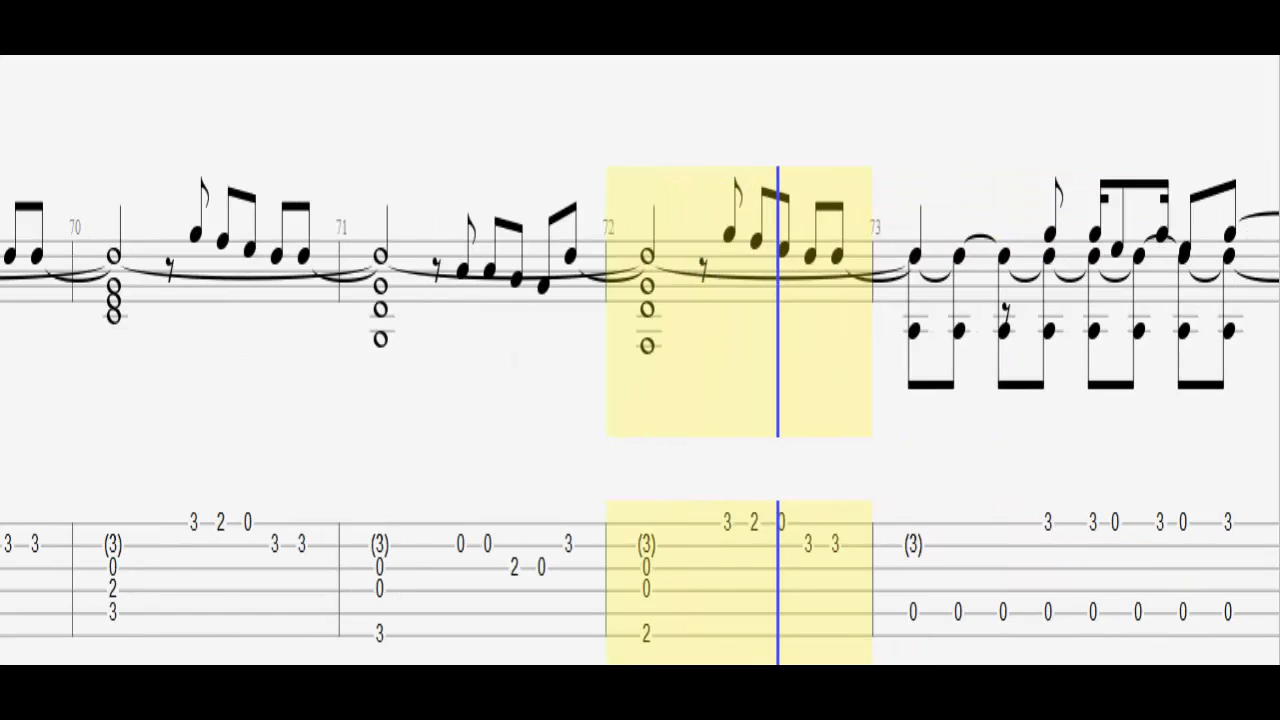 70 71 72 73
3 2 0 3 2 0 3 3 0 3 0 3
3 3 (3) 3 3 (3) 0 0 3 (3) 3 3 (3)
0 0 2 0 0
2 0 0
3 0 0 0 0 0 0 0 0
3 2